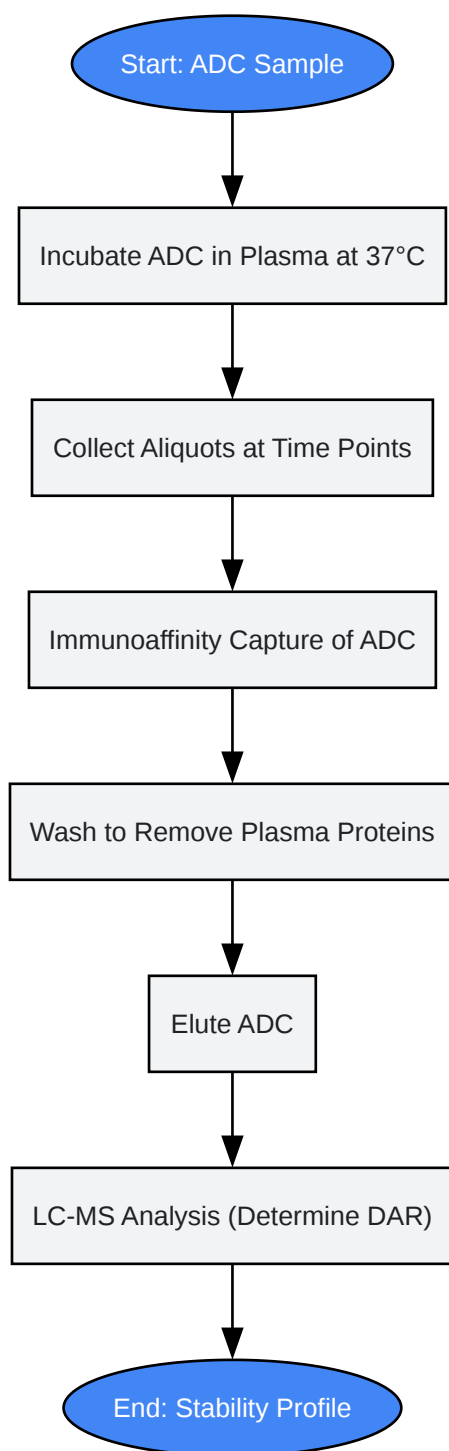 Start: ADC Sample
Incubate ADC in Plasma at 37°C
Collect Aliquots at Time Points
Immunoaffinity Capture of ADC
Wash to Remove Plasma Proteins
Elute ADC
LC-MS Analysis (Determine DAR)
End: Stability Profile